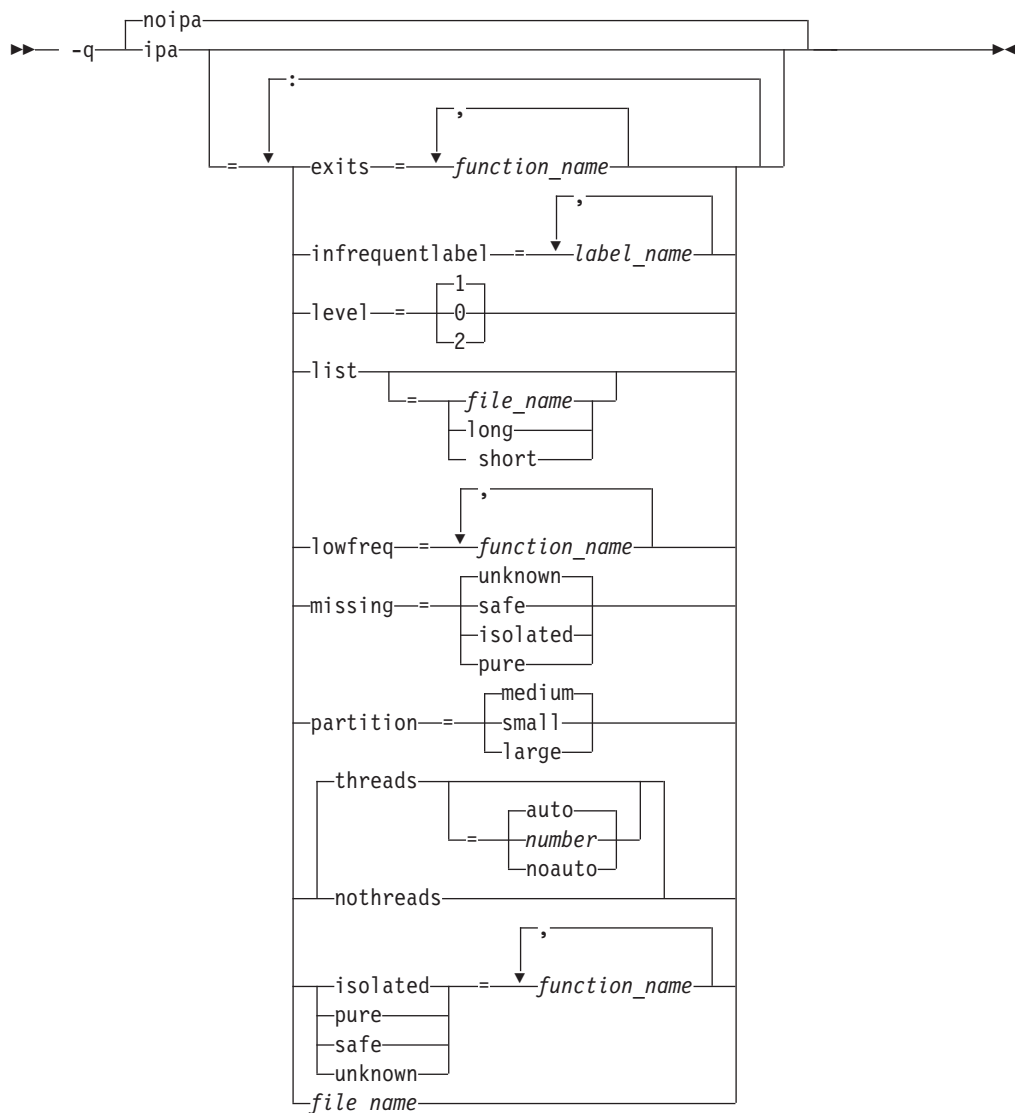 noipa
-q ipa
:
,
= exits = function_name
,
infrequentlabel = label_name
1
level = 0
2
list
= file_name
long
short
,
lowfreq = function_name
unknown
missing = safe
isolated
pure
medium
partition = small
large
threads
auto
= number
noauto
nothreads
,
isolated = function_name
pure
safe
unknown
file name